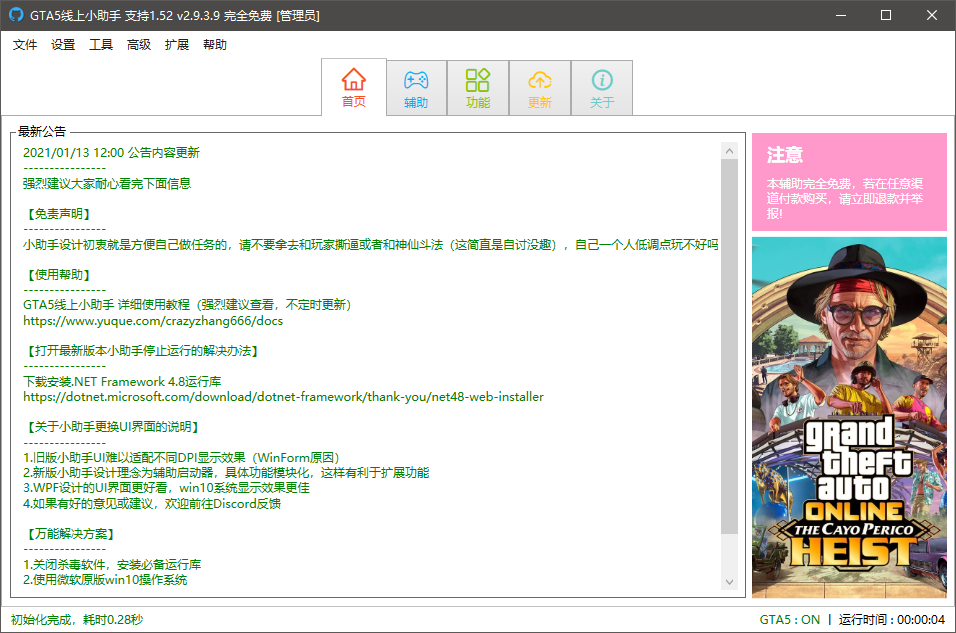 GTA5线上小助手 支持1.52 v2.9.3.9 完全免费 [管理员]
文件 设置 工具 高级 扩展 帮助
首页 辅助 功能 更新 关于
最新公告
2021/01/13 12:00 公告内容更新
----------------
强烈建议大家耐心看完下面信息
【免责声明】
----------------
小助手设计初衷就是方便自己做任务的，请不要拿去和玩家撕逼或者和神仙斗法（这简直是自讨没趣），自己一个人低调点玩不好吗
【使用帮助】
----------------
GTA5线上小助手 详细使用教程（强烈建议查看，不定时更新）
https://www.yuque.com/crazyzhang666/docs
【打开最新版本小助手停止运行的解决办法】
----------------
下载安装.NET Framework 4.8运行库
https://dotnet.microsoft.com/download/dotnet-framework/thank-you/net48-web-installer
【关于小助手更换UI界面的说明】
----------------
1.旧版小助手UI难以适配不同DPI显示效果（WinForm原因）
2.新版小助手设计理念为辅助启动器，具体功能模块化，这样有利于扩展功能
3.WPF设计的UI界面更好看，win10系统显示效果更佳
4.如果有好的意见或建议，欢迎前往Discord反馈
【万能解决方案】
----------------
1.关闭杀毒软件，安装必备运行库
2.使用微软原版win10操作系统
注意
本辅助完全免费，若在任意渠
道付款购买，请立即退款并举
报!
grand
theft
auto
ONLINE
THE CAYO PERICO
HEIST
初始化完成，耗时0.28秒
GTA5 : ON | 运行时间 : 00:00:04